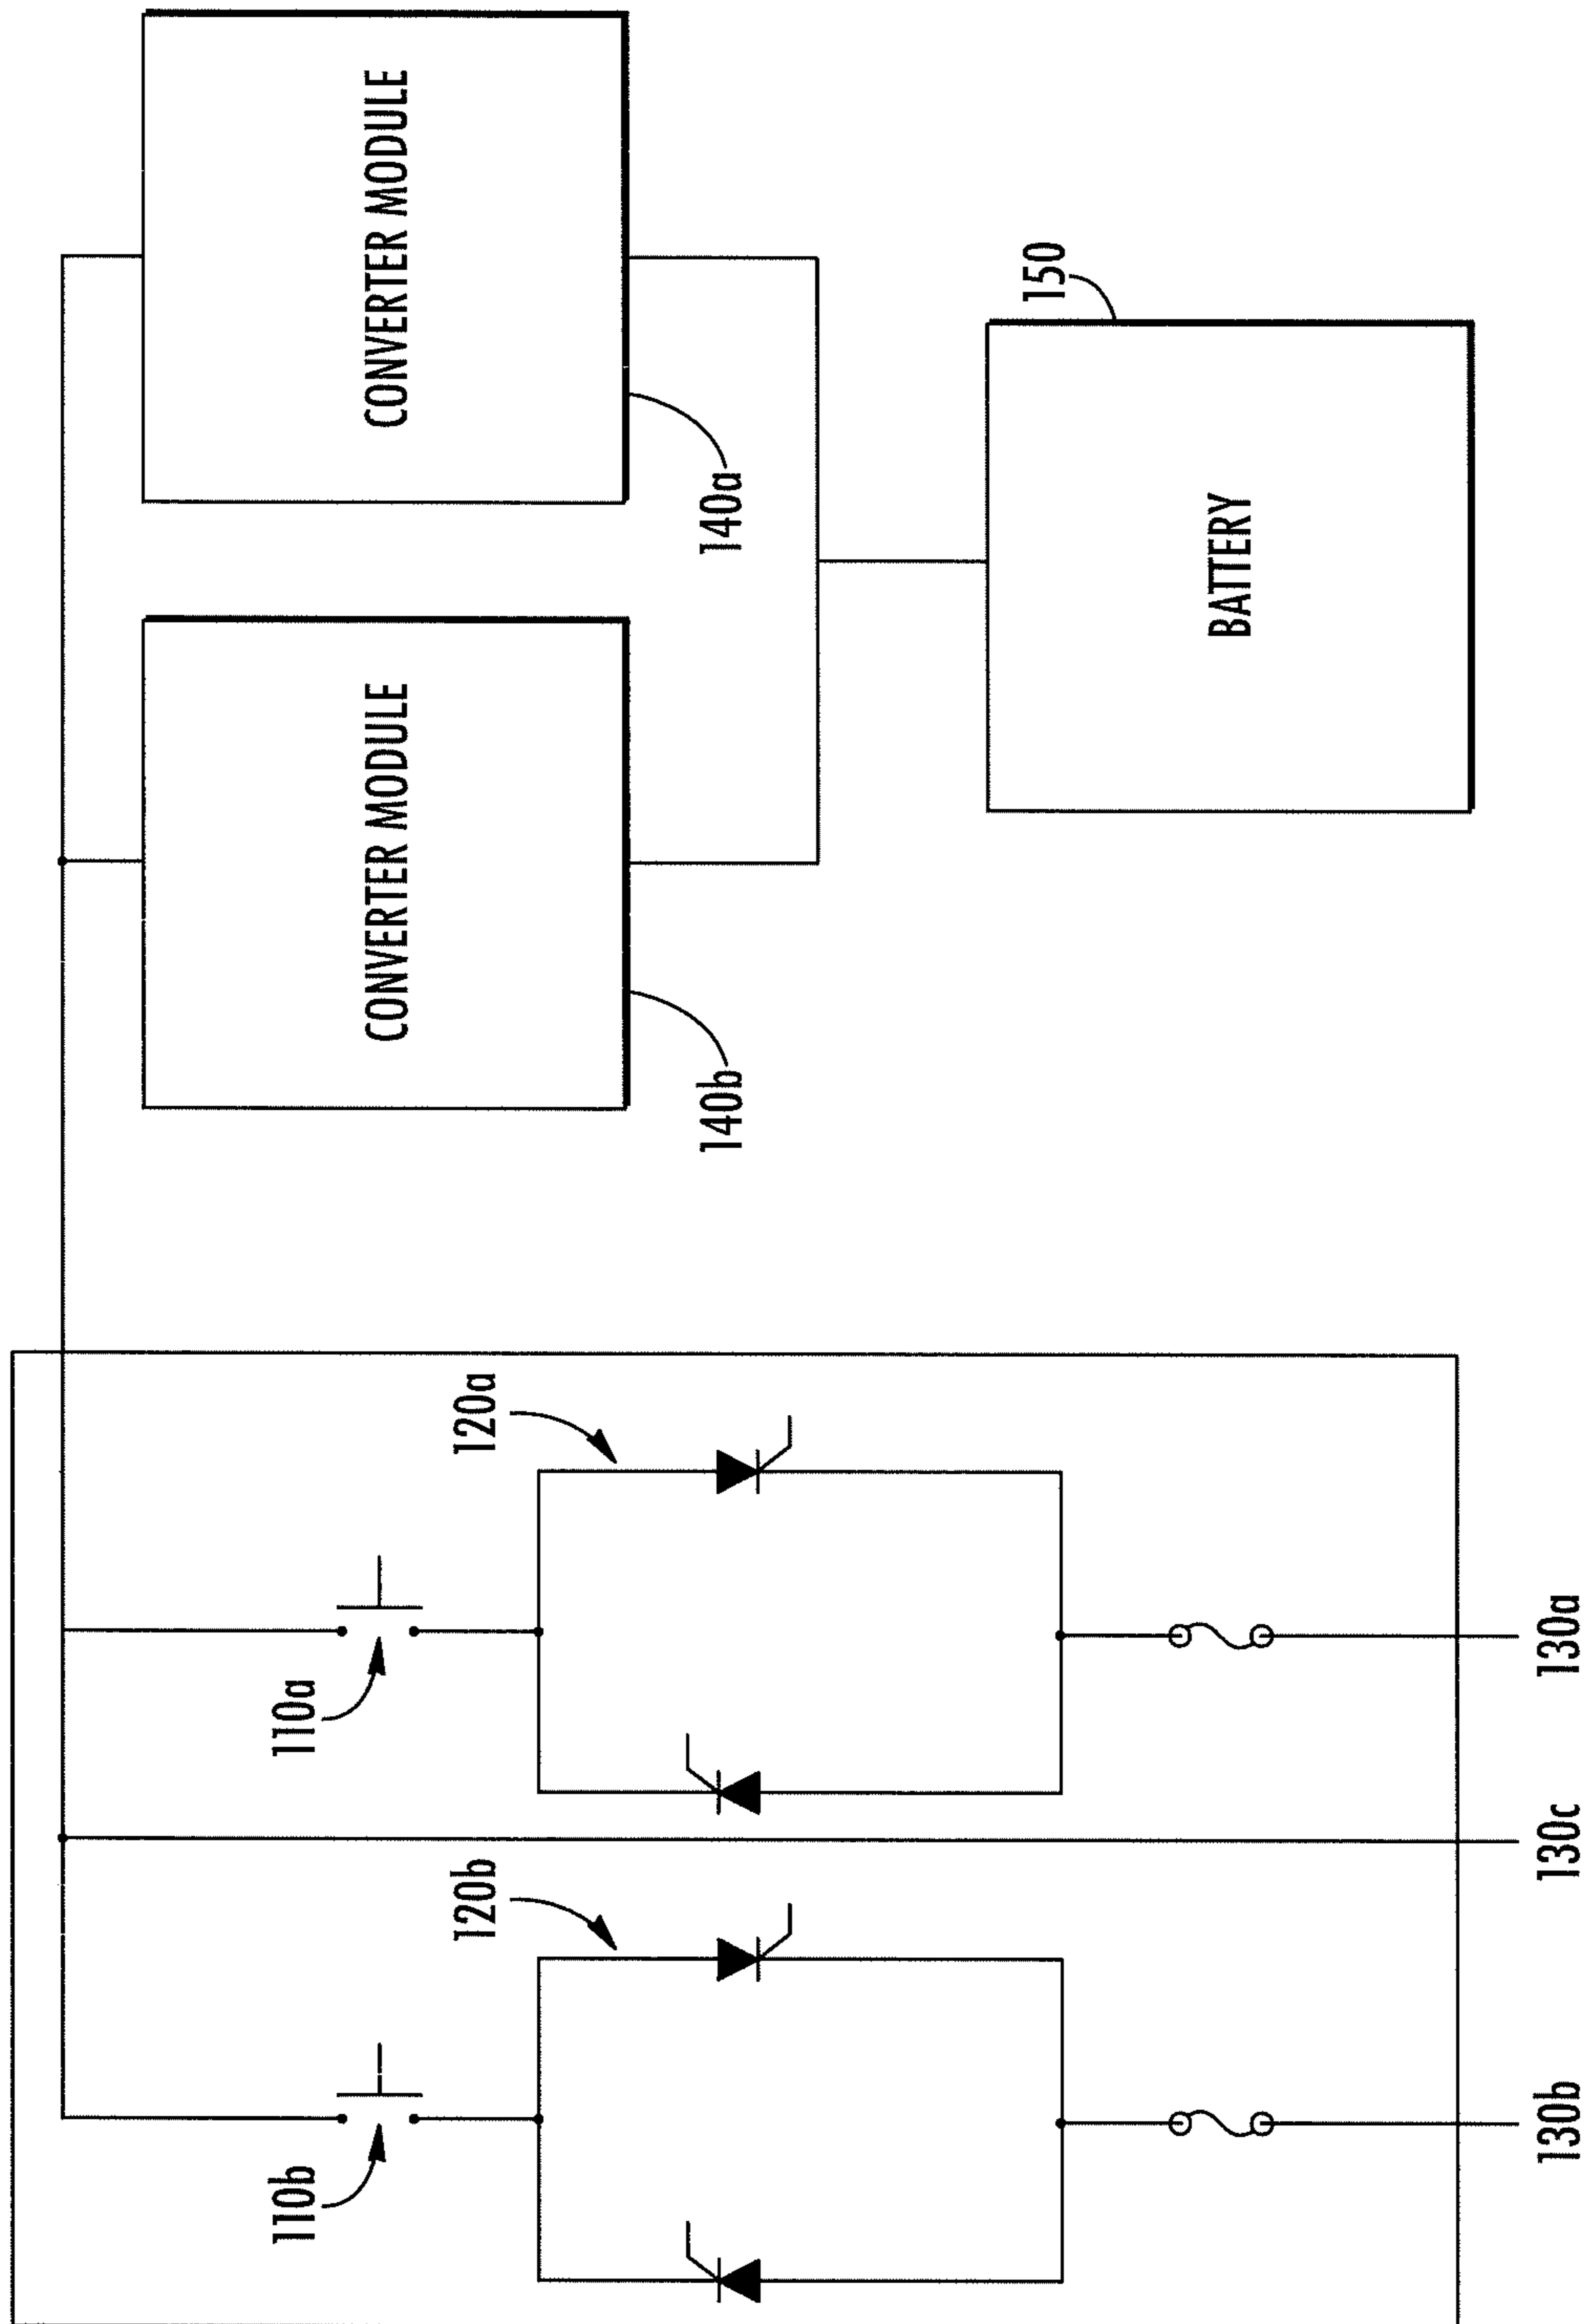 CONVERTER MODULE
140a
CONVERTER MODULE
140b
150
BATTERY
120a
110a
130a
130c
120b
110b
130b